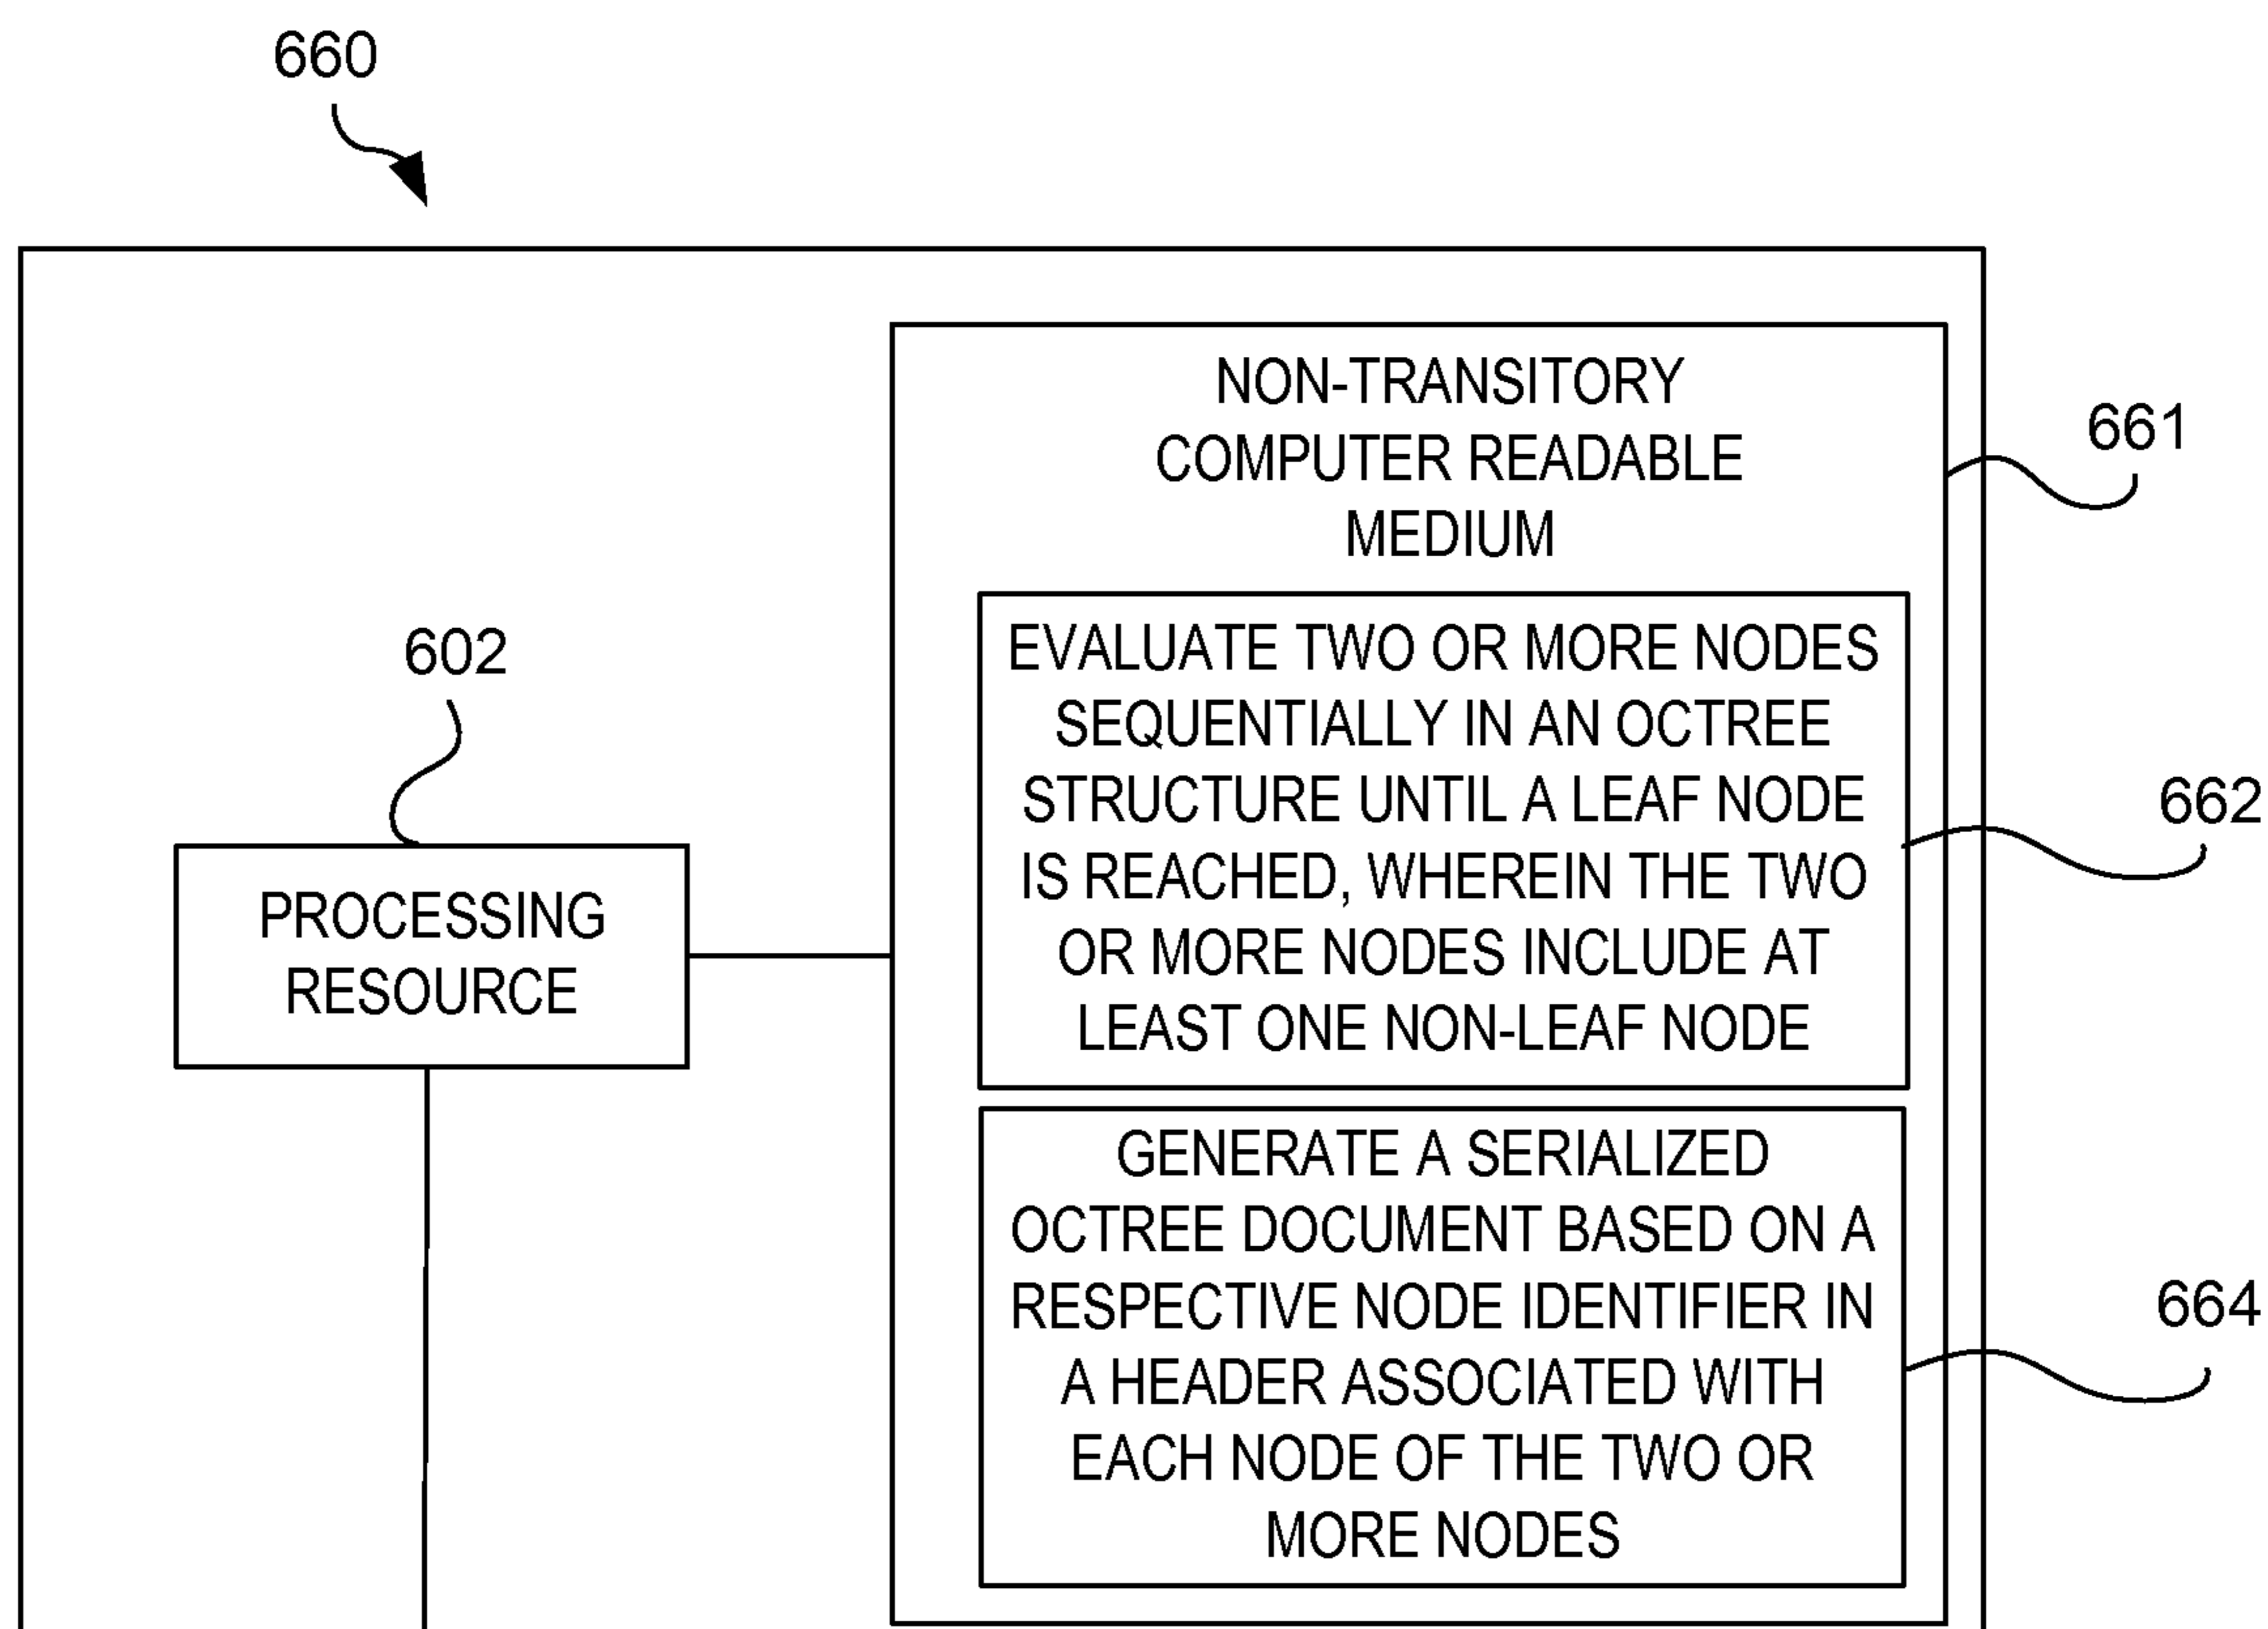 660
NON-TRANSITORY
COMPUTER READABLE
MEDIUM
661
EVALUATE TWO OR MORE NODES
SEQUENTIALLY IN AN OCTREE
STRUCTURE UNTIL A LEAF NODE
IS REACHED, WHEREIN THE TWO
OR MORE NODES INCLUDE AT
LEAST ONE NON-LEAF NODE
662
602
PROCESSING
RESOURCE
GENERATE A SERIALIZED
OCTREE DOCUMENT BASED ON A
RESPECTIVE NODE IDENTIFIER IN
A HEADER ASSOCIATED WITH
EACH NODE OF THE TWO OR
MORE NODES
664